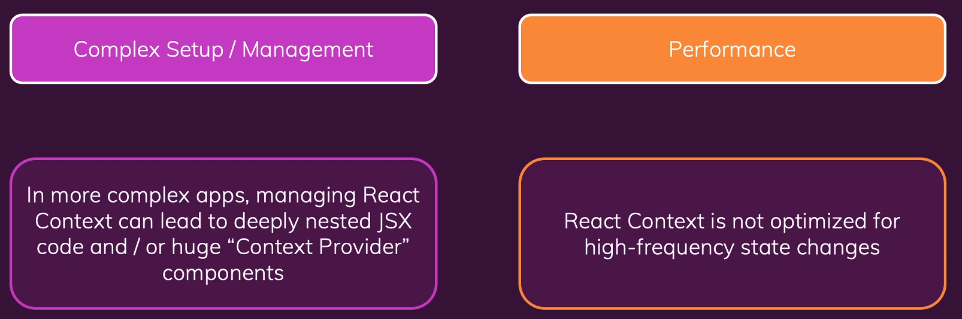 Complex Setup / Management
Performance
In more complex apps, managing React
Context can lead to deeply nested JSX
code and / or huge “Context Provider”
components
React Context is not optimized for
high-frequency state changes